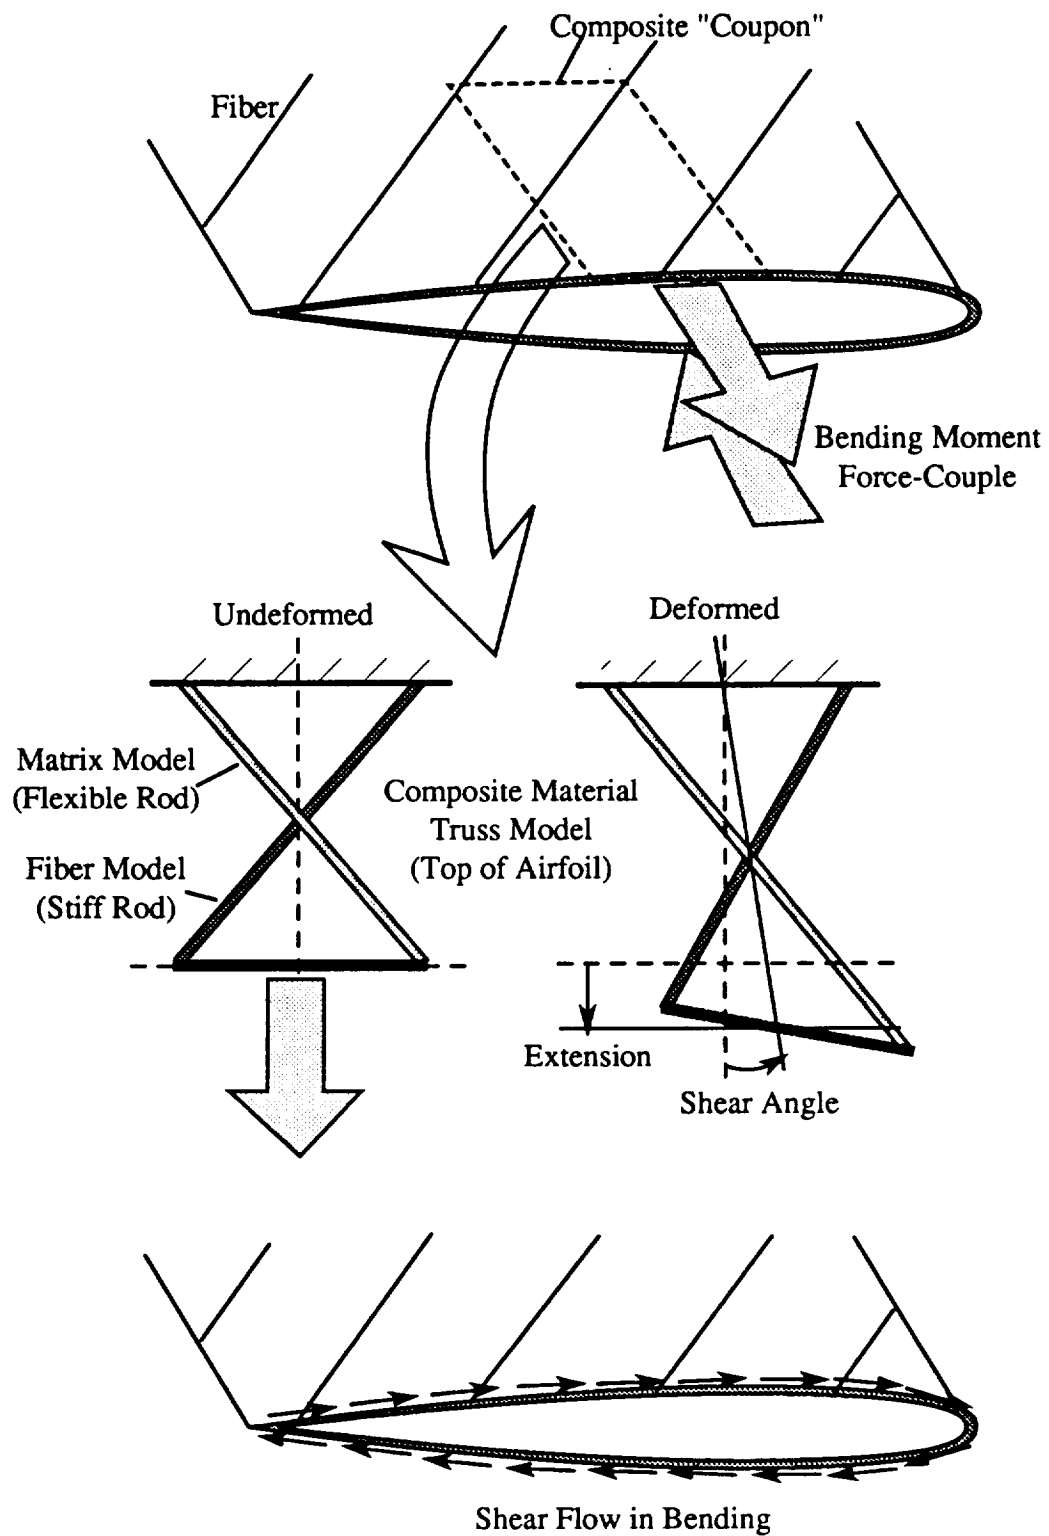 Composite "Coupon"
Fiber
Bending Moment
Force-Couple
Undeformed
Deformed
Matrix Model
(Flexible Rod)
Composite Material
Truss Model
(Top of Airfoil)
Fiber Model
(Stiff Rod)
Extension
Shear Angle
Shear Flow in Bending